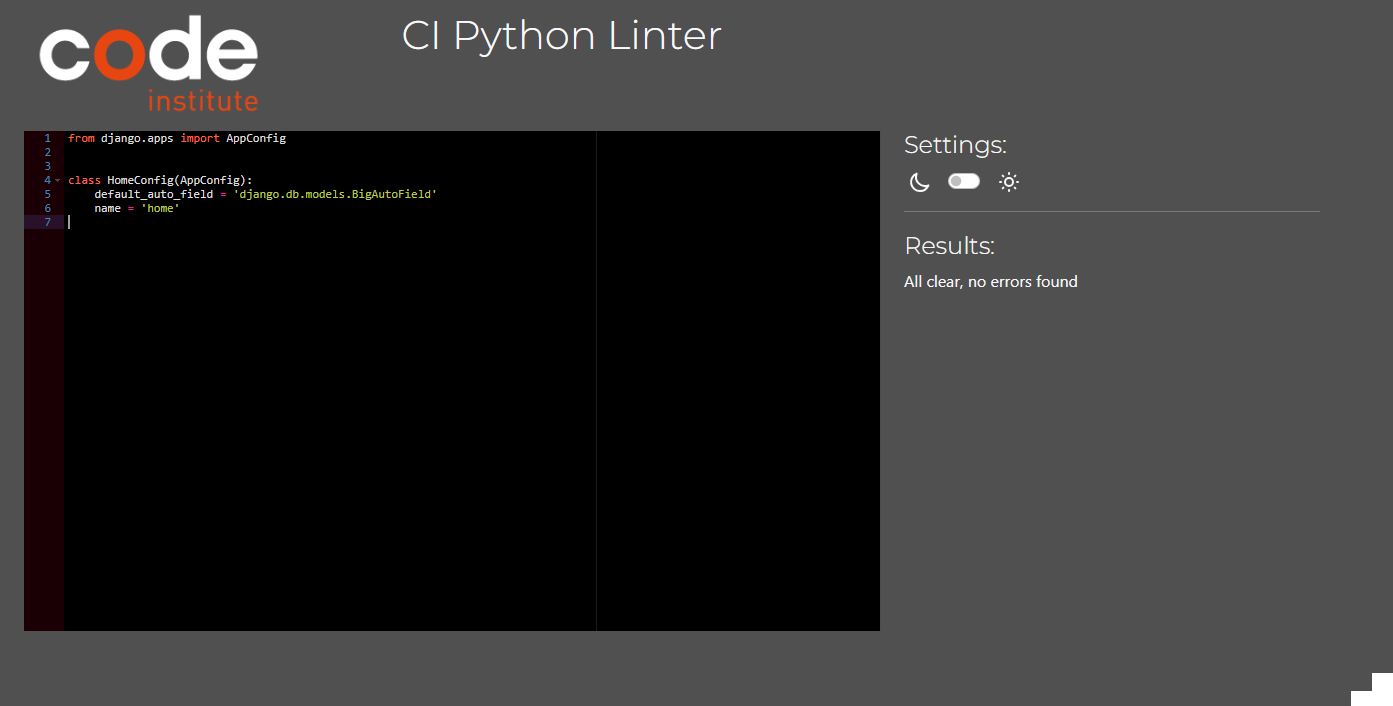 code
institute
CI Python Linter
1 from django.apps import AppConfig
2
3
4 class HomeConfig(AppConfig):
5     default_auto_field = 'django.db.models.BigAutoField'
6     name = 'home'
7
Settings:
Results:
All clear, no errors found